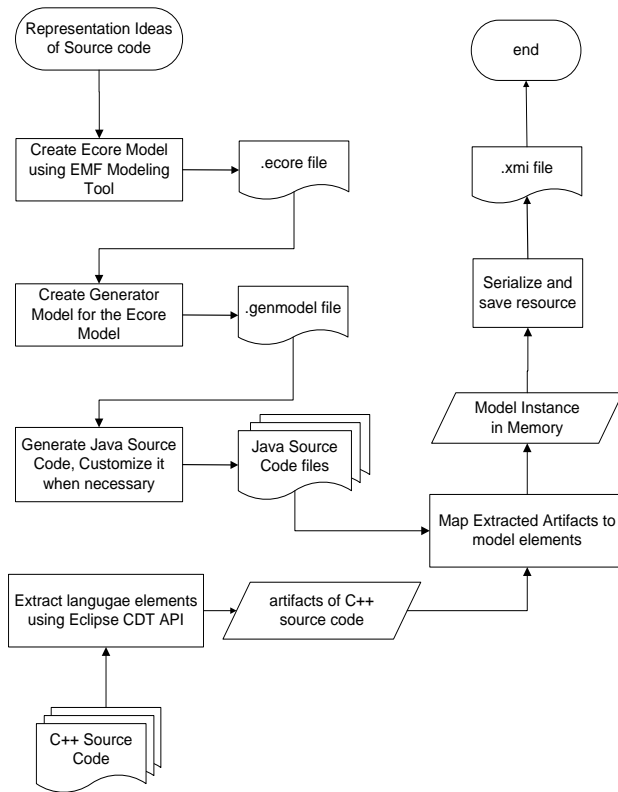 Representation Ideas
of Source code
end
Create Ecore Model
using EMF Modeling
Tool
.ecore file
.xmi file
Create Generator
Model for the Ecore
Model
.genmodel file
Serialize and
save resource
Model Instance
in Memory
Generate Java Source
Code, Customize it
when necessary
Java Source
Code files
Map Extracted Artifacts to
model elements
Extract langugae elements
using Eclipse CDT API
artifacts of C++
source code
C++ Source
Code